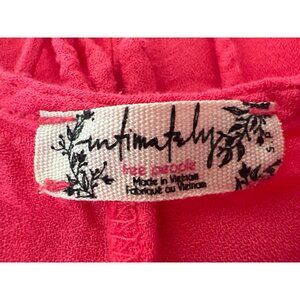 intimately
free people
Made in Vietnam
Fabriqué au Vietnam
S-P